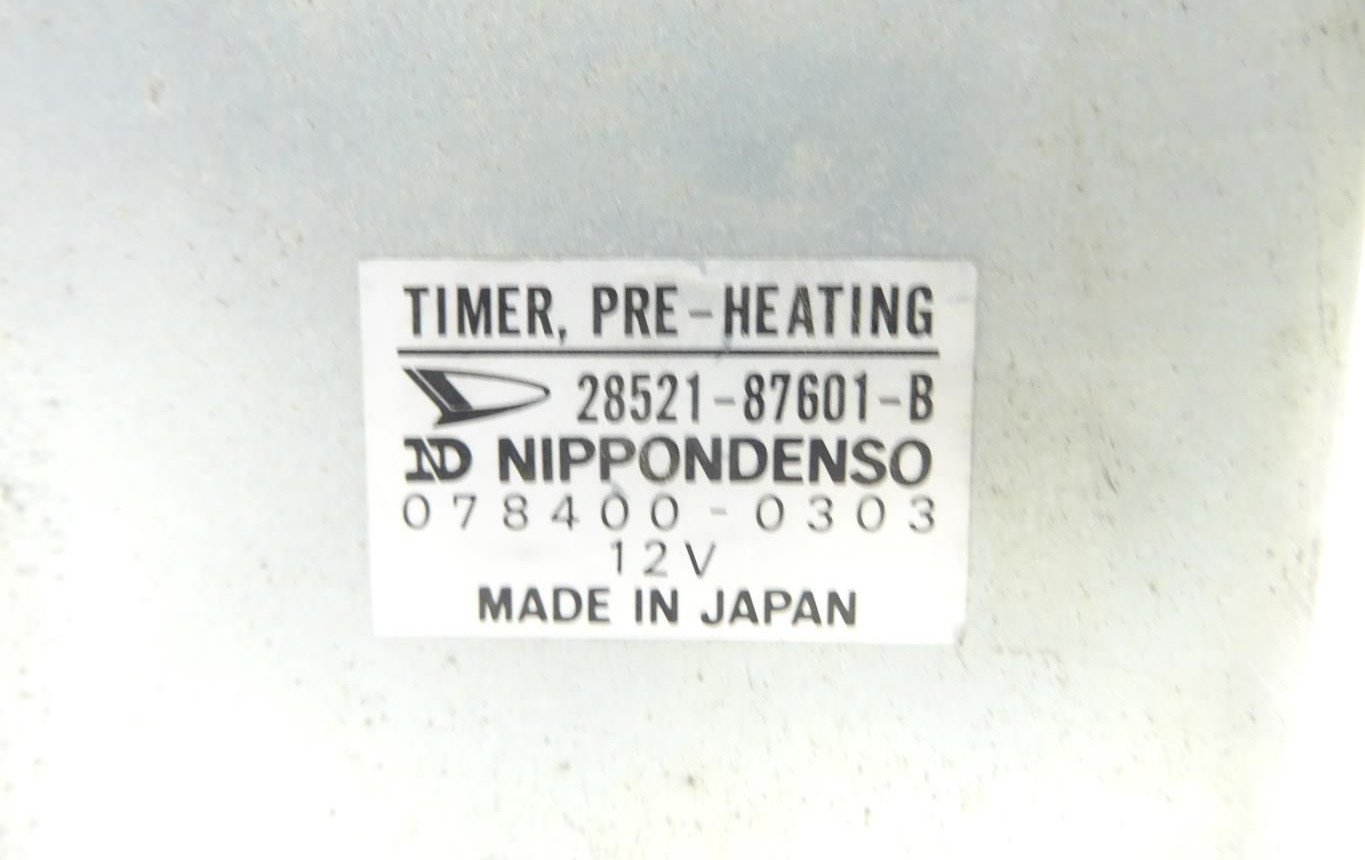 TIMER, PRE-HEATING
28521-87601-B
ND NIPPONDENSO
078400-0303
12V
MADE IN JAPAN